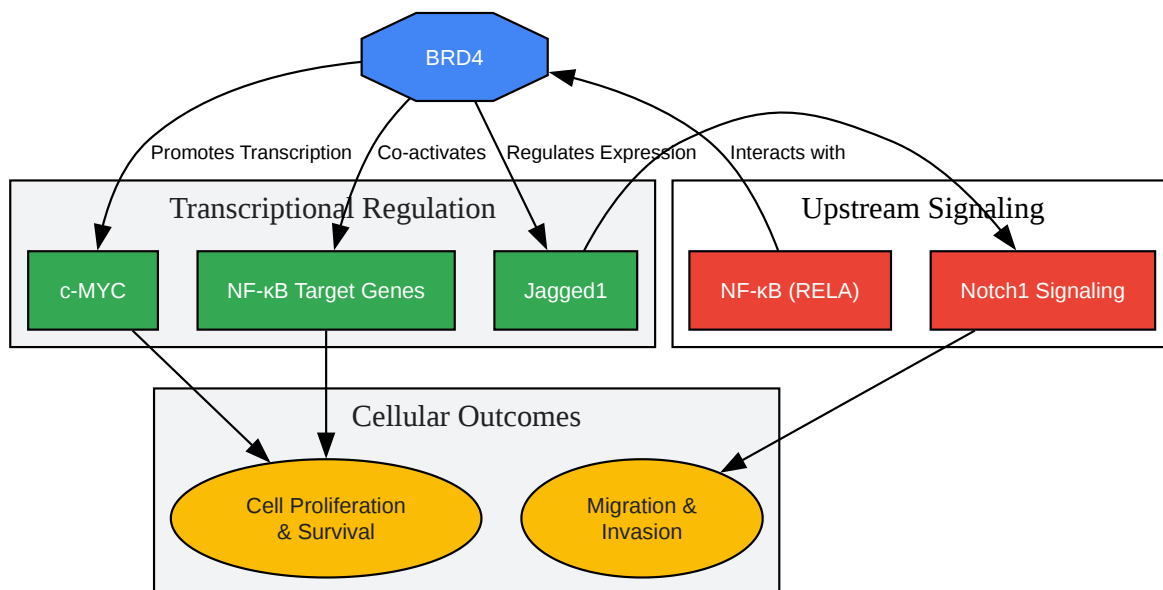 BRD4
Promotes Transcription
Co-activates
Regulates Expression
Interacts with
Transcriptional Regulation
Upstream Signaling
c-MYC
NF-κB Target Genes
Jagged1
NF-κB (RELA)
Notch1 Signaling
Cellular Outcomes
Cell Proliferation
& Survival
Migration &
Invasion